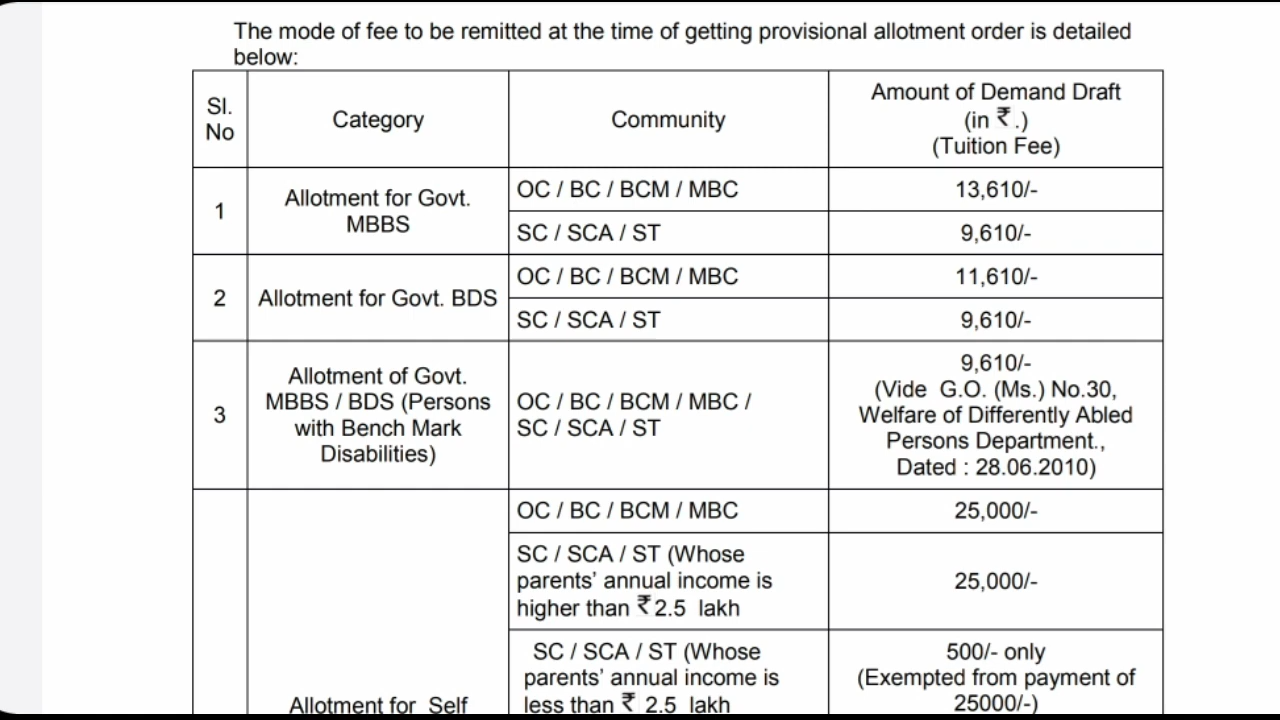 The mode of fee to be remitted at the time of getting provisional allotment order is detailed
below:
Sl.
No
Category
Community
Amount of Demand Draft
(in ₹.)
(Tuition Fee)
1
Allotment for Govt.
MBBS
OC / BC / BCM / MBC
13,610/-
SC / SCA / ST
9,610/-
2
Allotment for Govt. BDS
OC / BC / BCM / MBC
11,610/-
SC / SCA / ST
9,610/-
3
Allotment of Govt.
MBBS / BDS (Persons
with Bench Mark
Disabilities)
OC / BC / BCM / MBC /
SC / SCA / ST
9,610/-
(Vide G.O. (Ms.) No.30,
Welfare of Differently Abled
Persons Department.,
Dated : 28.06.2010)
Allotment for Self
OC / BC / BCM / MBC
25,000/-
SC / SCA / ST (Whose
parents’ annual income is
higher than ₹ 2.5 lakh
25,000/-
SC / SCA / ST (Whose
parents’ annual income is
less than ₹ 2.5 lakh
500/- only
(Exempted from payment of
25000/-)